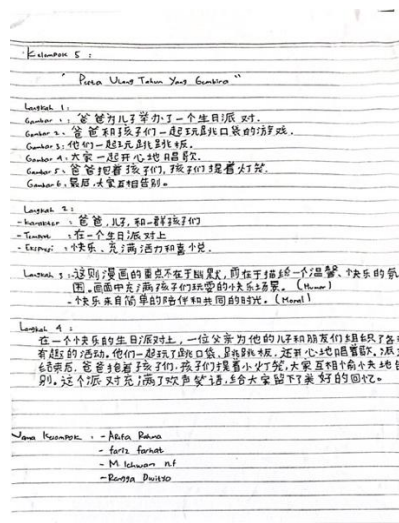 Kelompok 5 :
" Pesta Ulang Tahun Yang Gembira "
Langkah 1 :
Gambar 1 : 爸爸为儿子举办了一个生日派对.
Gambar 2 : 爸爸和孩子们一起玩跳口袋的游戏.
Gambar 3 : 他们一起玩跳跳板.
Gambar 4 : 大家一起开心地唱歌.
Gambar 5 : 爸爸抱着孩子们, 孩子们提着灯笼.
Gambar 6 : 最后, 大家互相告别。
Langkah 2 :
- Karakter : 爸爸, 儿子, 和一群孩子们
- Tempat : 在一个生日派对上
- Ekspresi : 快乐、充满活力和喜悦.
Langkah 3 : - 这则漫画的重点不在于幽默, 而在于描绘一个温馨、快乐的氛
围。画面中充满了孩子们玩耍的快乐场景。 (Humor)
- 快乐来自简单的陪伴和共同的时光。 (Moral)
Langkah 4 :
在一个快乐的生日派对上, 一位父亲为他的儿子和朋友们组织了各
有趣的活动。他们一起玩了跳口袋、跳跳板, 还开心地唱着歌。派
结束后, 爸爸抱着孩子们, 孩子们提着小灯笼, 大家互相愉快地告
别。这个派对充满了欢声笑语, 给大家留下了美好的回忆。
Nama Kelompok : - Arifa Rahma
- fariz farhat
- M Ichwan n.f
- Rangga